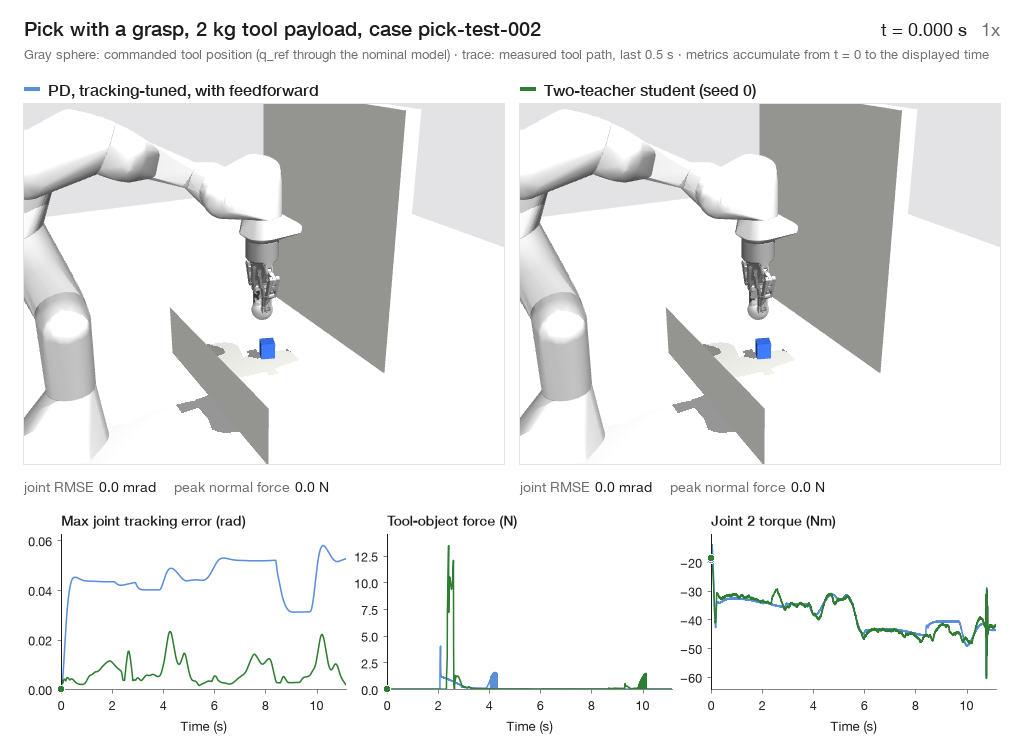 Pick with a grasp, 2 kg tool payload, case pick-test-002
t = 0.000 s 1x
Gray sphere: commanded tool position (q_ref through the nominal model) · trace: measured tool path, last 0.5 s · metrics accumulate from t = 0 to the displayed time
PD, tracking-tuned, with feedforward
Two-teacher student (seed 0)
joint RMSE 0.0 mrad peak normal force 0.0 N
joint RMSE 0.0 mrad peak normal force 0.0 N
Max joint tracking error (rad)
0.06
0.04
0.02
0.00
0 2 4 6 8 10
Time (s)
Tool-object force (N)
12.5
10.0
7.5
5.0
2.5
0.0
0 2 4 6 8 10
Time (s)
Joint 2 torque (Nm)
−20
−30
−40
−50
−60
0 2 4 6 8 10
Time (s)